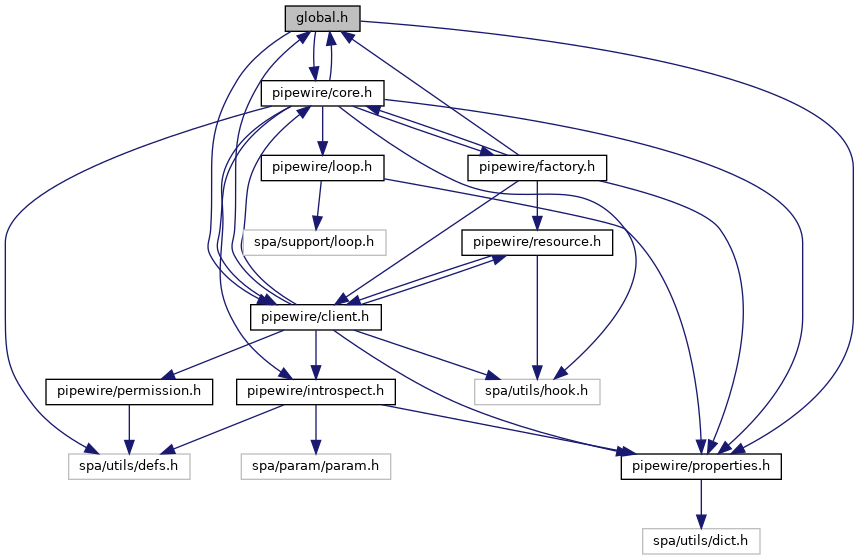 global.h
pipewire/core.h
pipewire/loop.h
pipewire/factory.h
spa/support/loop.h
pipewire/resource.h
pipewire/client.h
pipewire/permission.h
pipewire/introspect.h
spa/utils/hook.h
spa/utils/defs.h
spa/param/param.h
pipewire/properties.h
spa/utils/dict.h